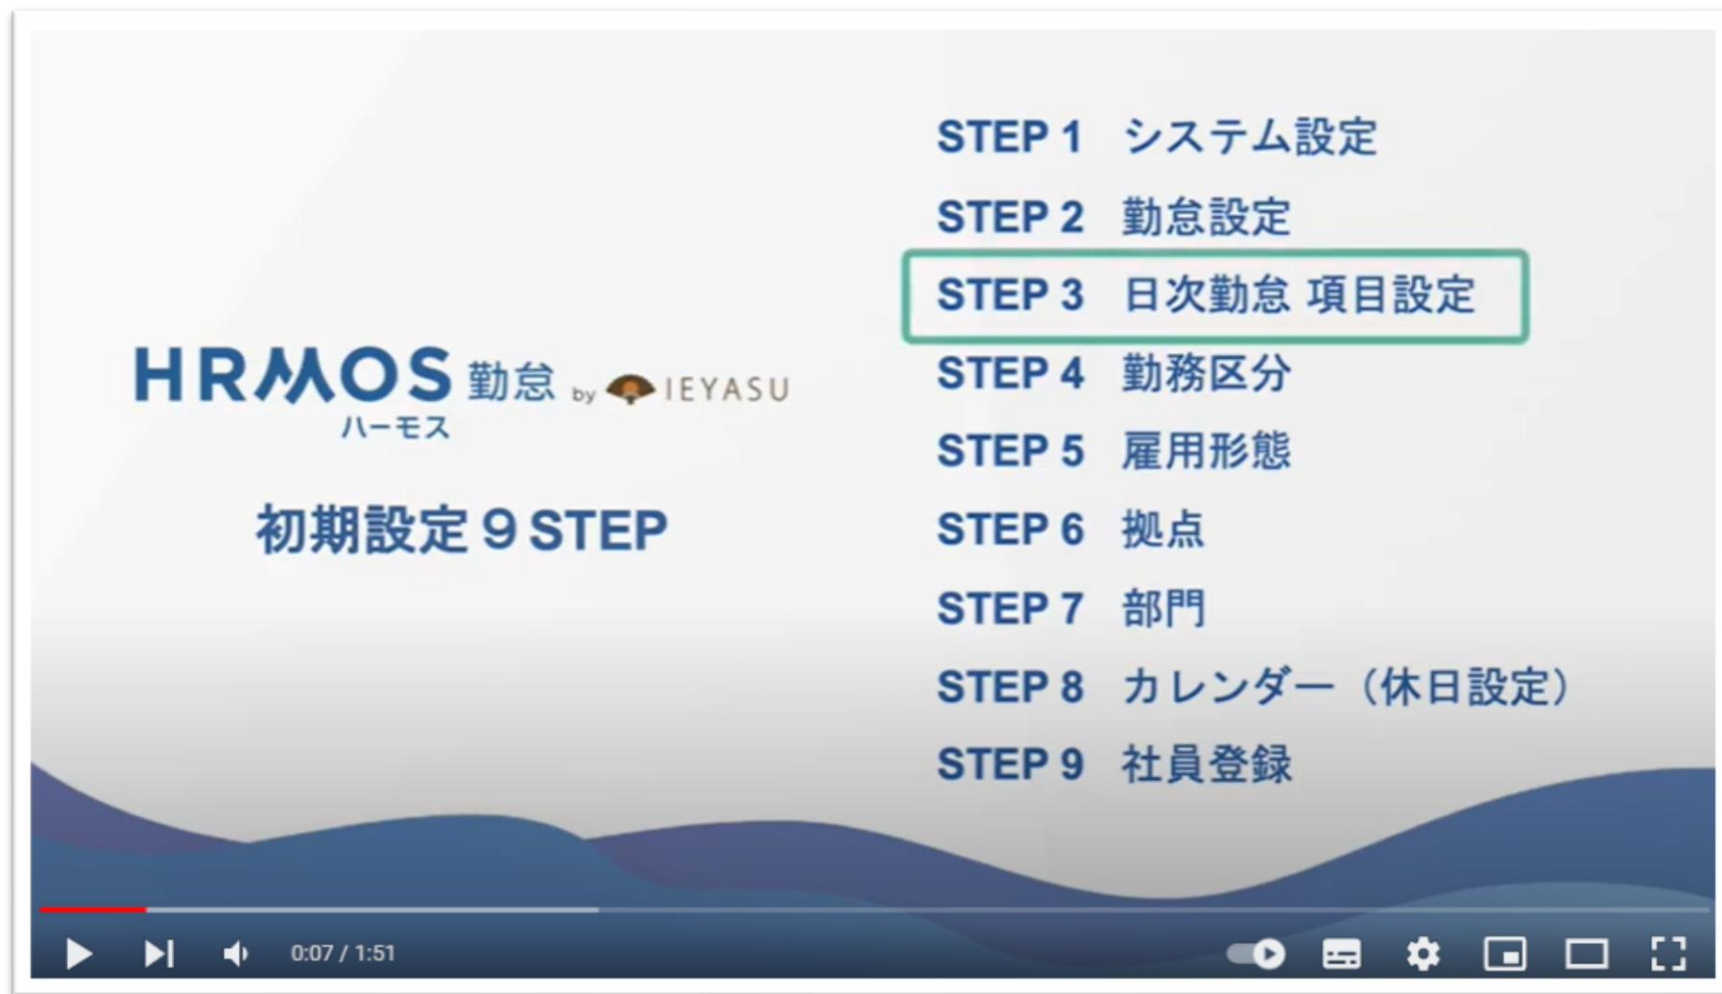 HRMOS 勤怠 by IEYASU
ハーモス
初期設定9 STEP
STEP 1 システム設定
STEP 2 勤怠設定
STEP 3 日次勤怠 項目設定
STEP 4 勤務区分
STEP 5 雇用形態
STEP 6 拠点
STEP 7 部門
STEP 8 カレンダー（休日設定）
STEP 9 社員登録
0:07 / 1:51